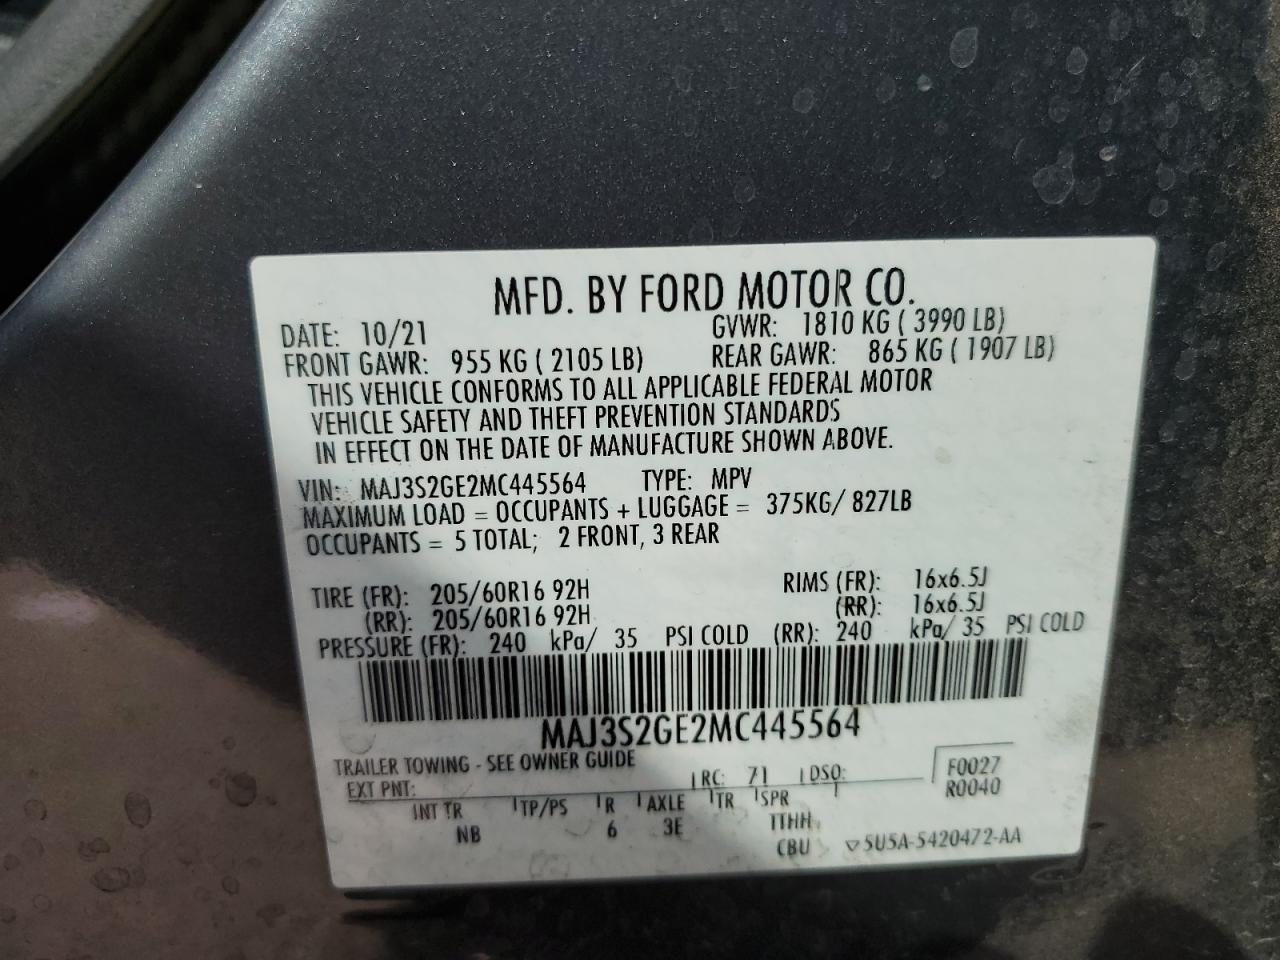 MFD. BY FORD MOTOR CO.
DATE: 10/21 GVWR: 1810 KG ( 3990 LB)
FRONT GAWR: 955 KG ( 2105 LB) REAR GAWR: 865 KG ( 1907 LB)
THIS VEHICLE CONFORMS TO ALL APPLICABLE FEDERAL MOTOR
VEHICLE SAFETY AND THEFT PREVENTION STANDARDS
IN EFFECT ON THE DATE OF MANUFACTURE SHOWN ABOVE.
VIN: MAJ3S2GE2MC445564 TYPE: MPV
MAXIMUM LOAD = OCCUPANTS + LUGGAGE = 375KG/ 827LB
OCCUPANTS = 5 TOTAL; 2 FRONT, 3 REAR
TIRE (FR): 205/60R16 92H RIMS (FR): 16x6.5J
(RR): 205/60R16 92H (RR): 16x6.5J
PRESSURE (FR): 240 kPa/ 35 PSI COLD (RR): 240 kPa/ 35 PSI COLD
MAJ3S2GE2MC445564
TRAILER TOWING - SEE OWNER GUIDE
EXT PNT: RC: 71 DSO: F0027
R0040
INT TR TP/PS R AXLE TR SPR
NB 6 3E TTHH
CBU 5U5A-5420472-AA